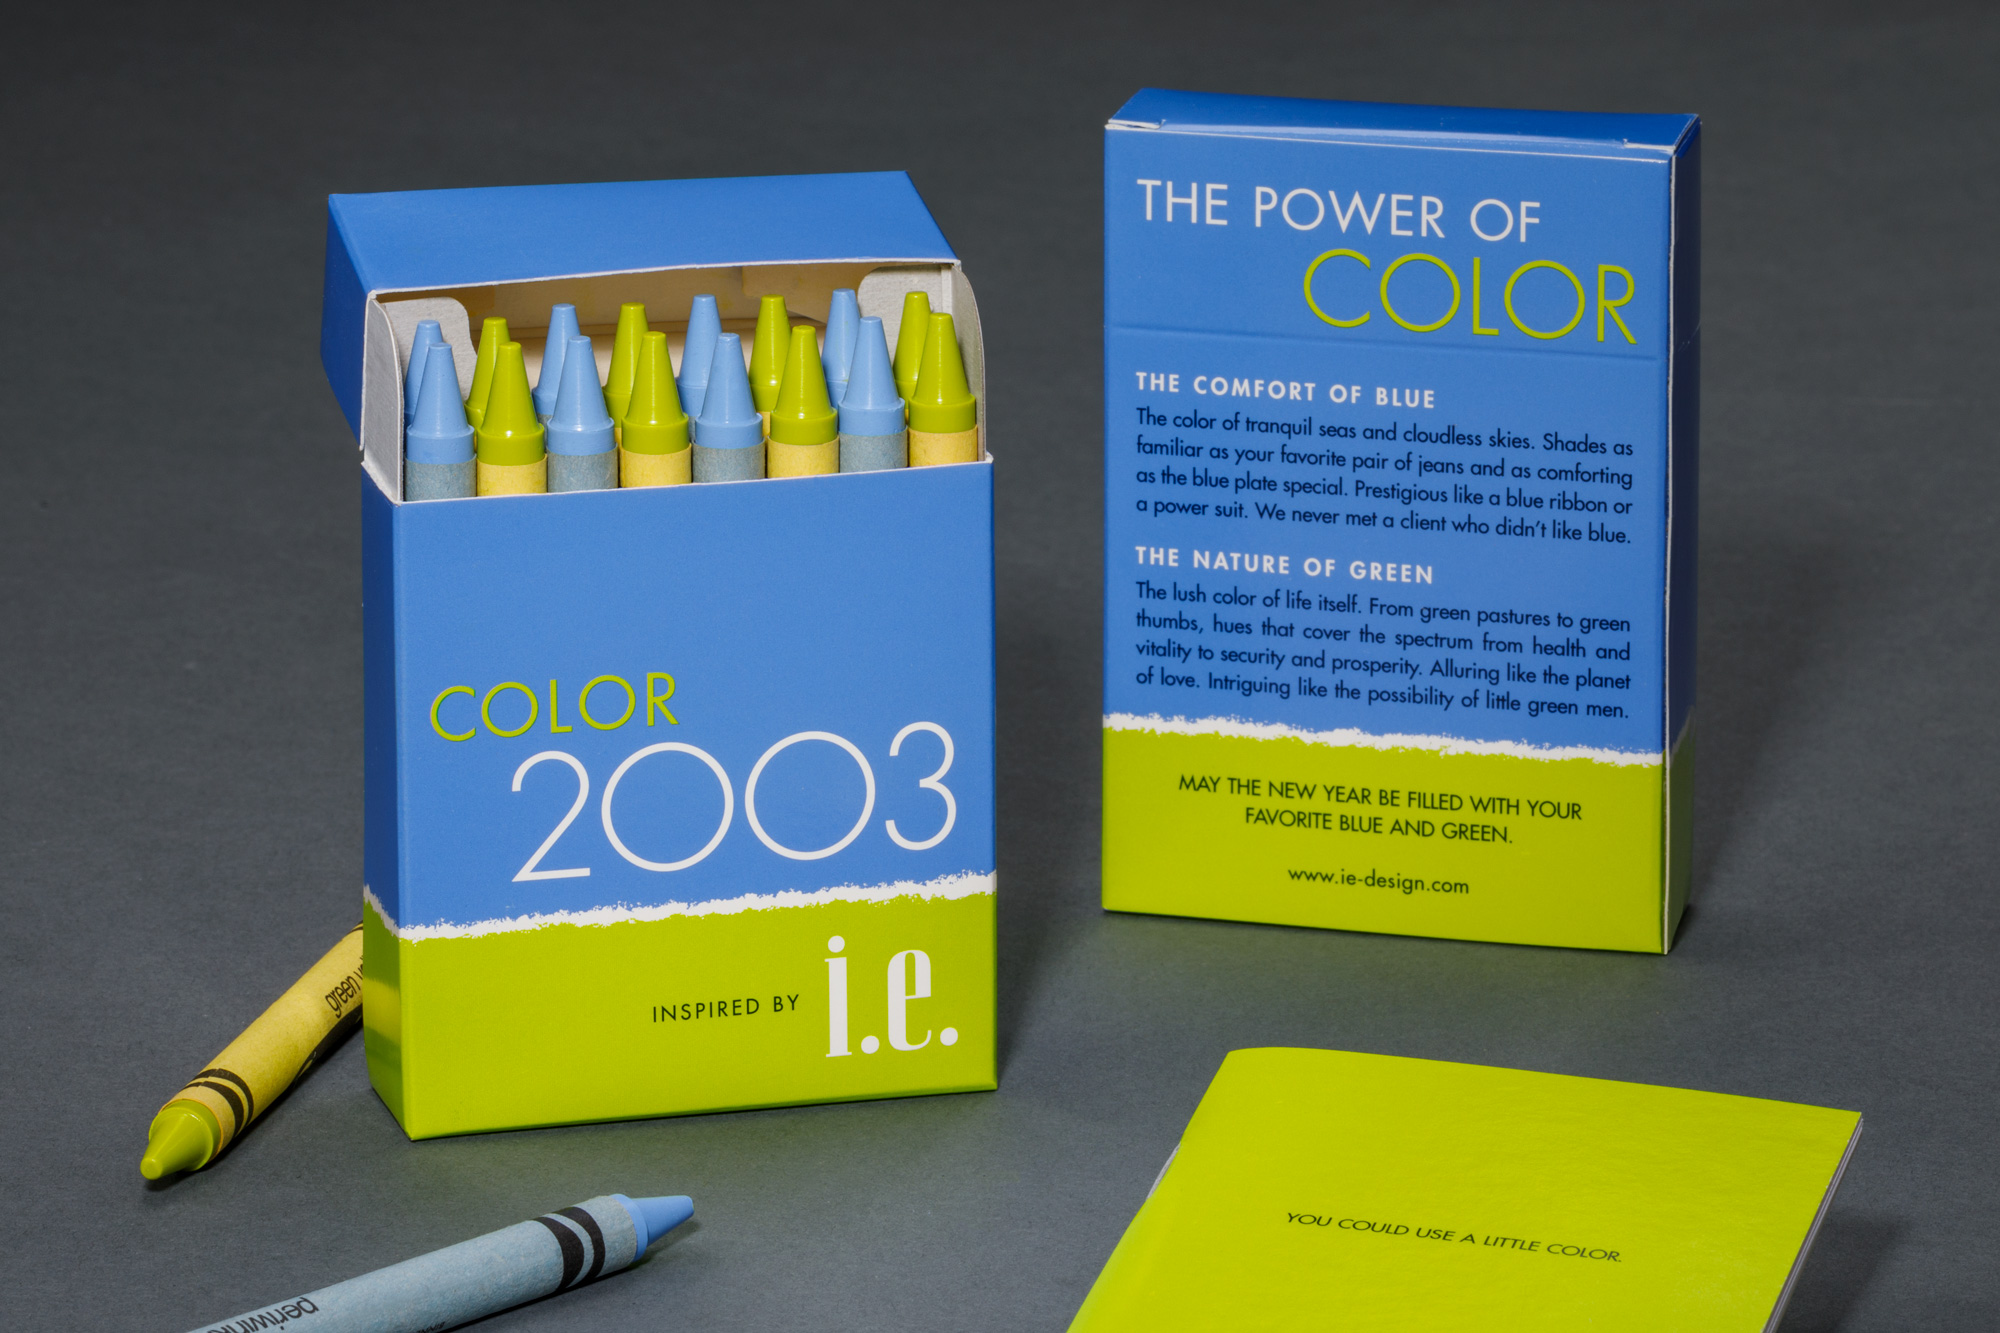 COLOR
2003
INSPIRED BY i.e.
THE POWER OF
COLOR
THE COMFORT OF BLUE
The color of tranquil seas and cloudless skies. Shades as
familiar as your favorite pair of jeans and as comforting
as the blue plate special. Prestigious like a blue ribbon or
a power suit. We never met a client who didn't like blue.
THE NATURE OF GREEN
The lush color of life itself. From green pastures to green
thumbs, hues that cover the spectrum from health and
vitality to security and prosperity. Alluring like the planet
of love. Intriguing like the possibility of little green men.
MAY THE NEW YEAR BE FILLED WITH YOUR
FAVORITE BLUE AND GREEN.
www.ie-design.com
green
YOU COULD USE A LITTLE COLOR.